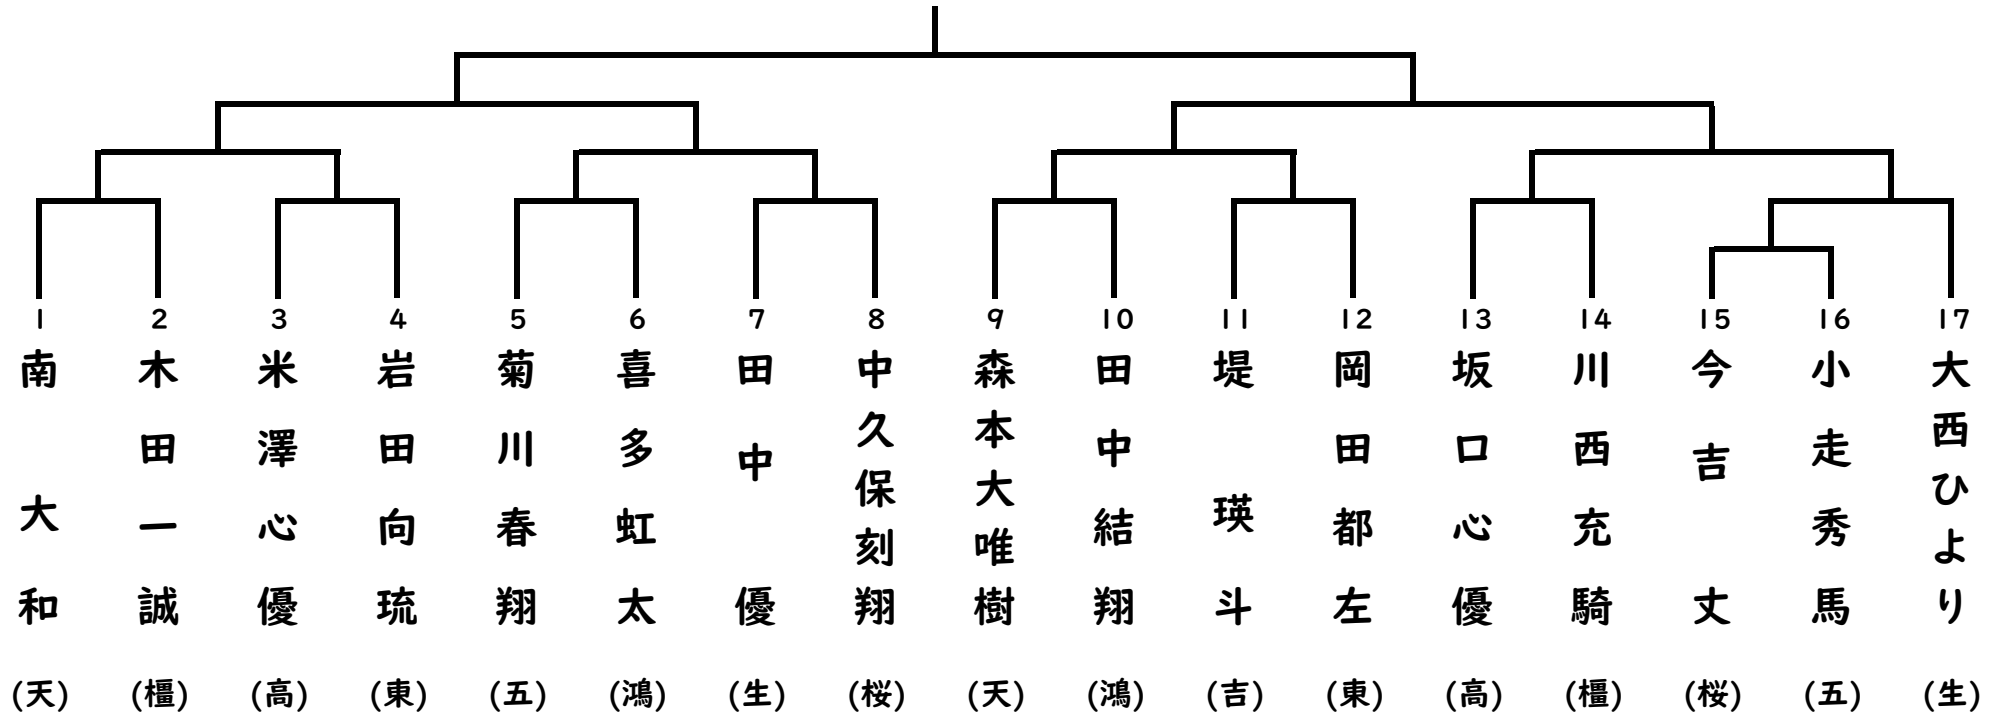 1 南大和 (天)
2 木田一誠 (橿)
3 米澤心優 (高)
4 岩田向琉 (東)
5 菊川春翔 (五)
6 喜多虹太 (鴻)
7 田中優 (生)
8 中久保刻翔 (桜)
9 森本大唯樹 (天)
10 田中結翔 (鴻)
11 堤瑛斗 (吉)
12 岡田都左 (東)
13 坂口心優 (高)
14 川西充騎 (橿)
15 今吉丈 (桜)
16 小走秀馬 (五)
17 大西ひより (生)